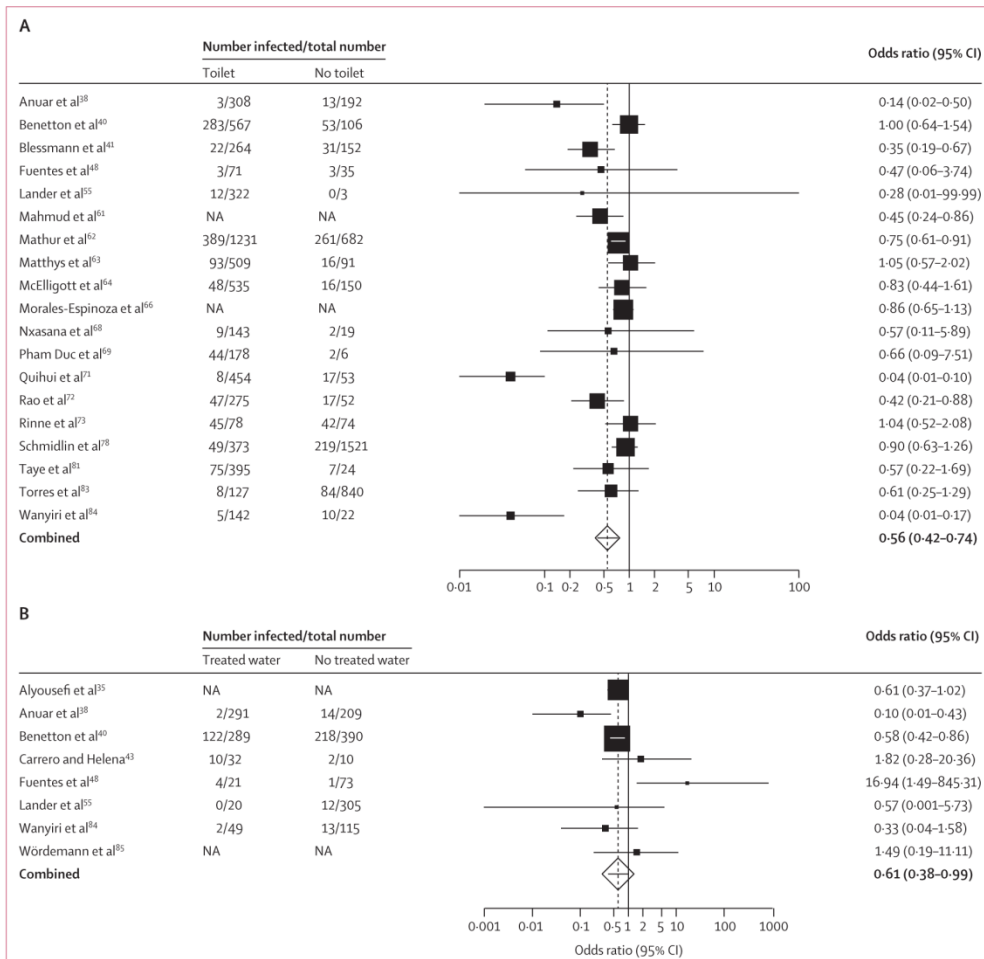 A
Number infected/total number Odds ratio (95% CI)
Toilet No toilet
Anuar et al³⁸ 3/308 13/192 0·14 (0·02–0·50)
Benetton et al⁴⁰ 283/567 53/106 1·00 (0·64–1·54)
Blessmann et al⁴¹ 22/264 31/152 0·35 (0·19–0·67)
Fuentes et al⁴⁸ 3/71 3/35 0·47 (0·06–3·74)
Lander et al⁵⁵ 12/322 0/3 0·28 (0·01–99·99)
Mahmud et al⁶¹ NA NA 0·45 (0·24–0·86)
Mathur et al⁶² 389/1231 261/682 0·75 (0·61–0·91)
Matthys et al⁶³ 93/509 16/91 1·05 (0·57–2·02)
McElligott et al⁶⁴ 48/535 16/150 0·83 (0·44–1·61)
Morales-Espinoza et al⁶⁶ NA NA 0·86 (0·65–1·13)
Nxasana et al⁶⁸ 9/143 2/19 0·57 (0·11–5·89)
Pham Duc et al⁶⁹ 44/178 2/6 0·66 (0·09–7·51)
Quihui et al⁷¹ 8/454 17/53 0·04 (0·01–0·10)
Rao et al⁷² 47/275 17/52 0·42 (0·21–0·88)
Rinne et al⁷³ 45/78 42/74 1·04 (0·52–2·08)
Schmidlin et al⁷⁸ 49/373 219/1521 0·90 (0·63–1·26)
Taye et al⁸¹ 75/395 7/24 0·57 (0·22–1·69)
Torres et al⁸³ 8/127 84/840 0·61 (0·25–1·29)
Wanyiri et al⁸⁴ 5/142 10/22 0·04 (0·01–0·17)
Combined 0·56 (0·42–0·74)
0·01 0·1 0·2 0·5 1 2 5 10 100
B
Number infected/total number Odds ratio (95% CI)
Treated water No treated water
Alyousefi et al³⁵ NA NA 0·61 (0·37–1·02)
Anuar et al³⁸ 2/291 14/209 0·10 (0·01–0·43)
Benetton et al⁴⁰ 122/289 218/390 0·58 (0·42–0·86)
Carrero and Helena⁴³ 10/32 2/10 1·82 (0·28–20·36)
Fuentes et al⁴⁸ 4/21 1/73 16·94 (1·49–845·31)
Lander et al⁵⁵ 0/20 12/305 0·57 (0·001–5·73)
Wanyiri et al⁸⁴ 2/49 13/115 0·33 (0·04–1·58)
Wördemann et al⁸⁵ NA NA 1·49 (0·19–11·11)
Combined 0·61 (0·38–0·99)
0·001 0·01 0·1 0·5 1 2 5 10 100 1000
Odds ratio (95% CI)